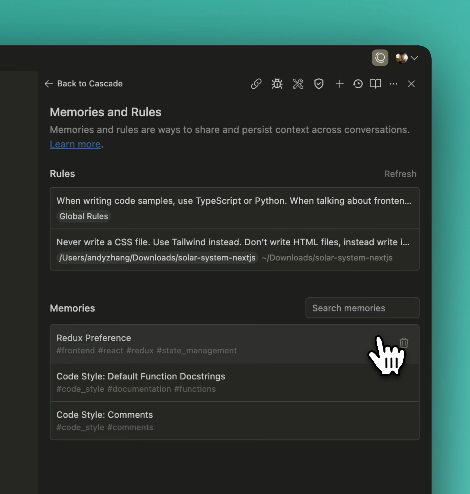 Back to Cascade
Memories and Rules
Memories and rules are ways to share and persist context across conversations.
Learn more.
Rules
Refresh
When writing code samples, use TypeScript or Python. When talking about fronten...
Global Rules
Never write a CSS file. Use Tailwind instead. Don't write HTML files, instead write i...
/Users/andyzhang/Downloads/solar-system-nextjs ~/Downloads/solar-system-nextjs
Memories
Search memories
Redux Preference
#frontend #react #redux #state_management
Code Style: Default Function Docstrings
#code_style #documentation #functions
Code Style: Comments
#code_style #comments